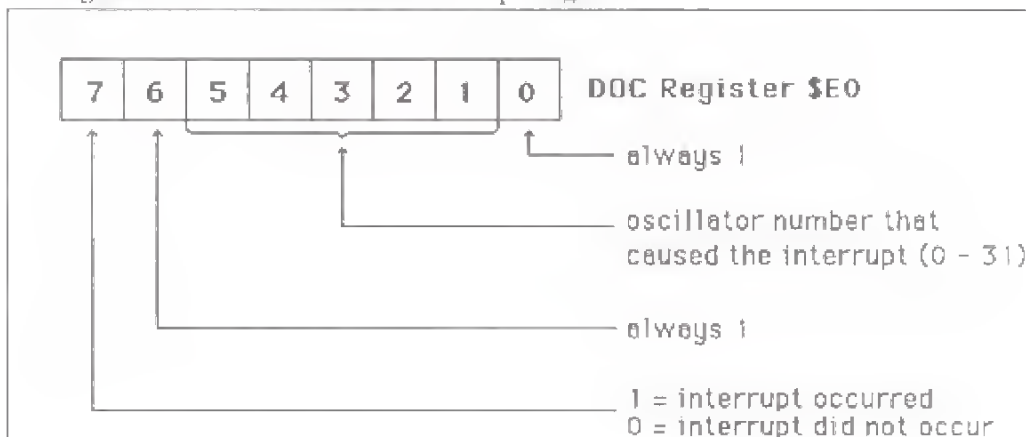 7 6 5 4 3 2 1 0 DOC Register $E0
always 1
oscillator number that
caused the interrupt (0 - 31)
always 1
1 = interrupt occurred
0 = interrupt did not occur